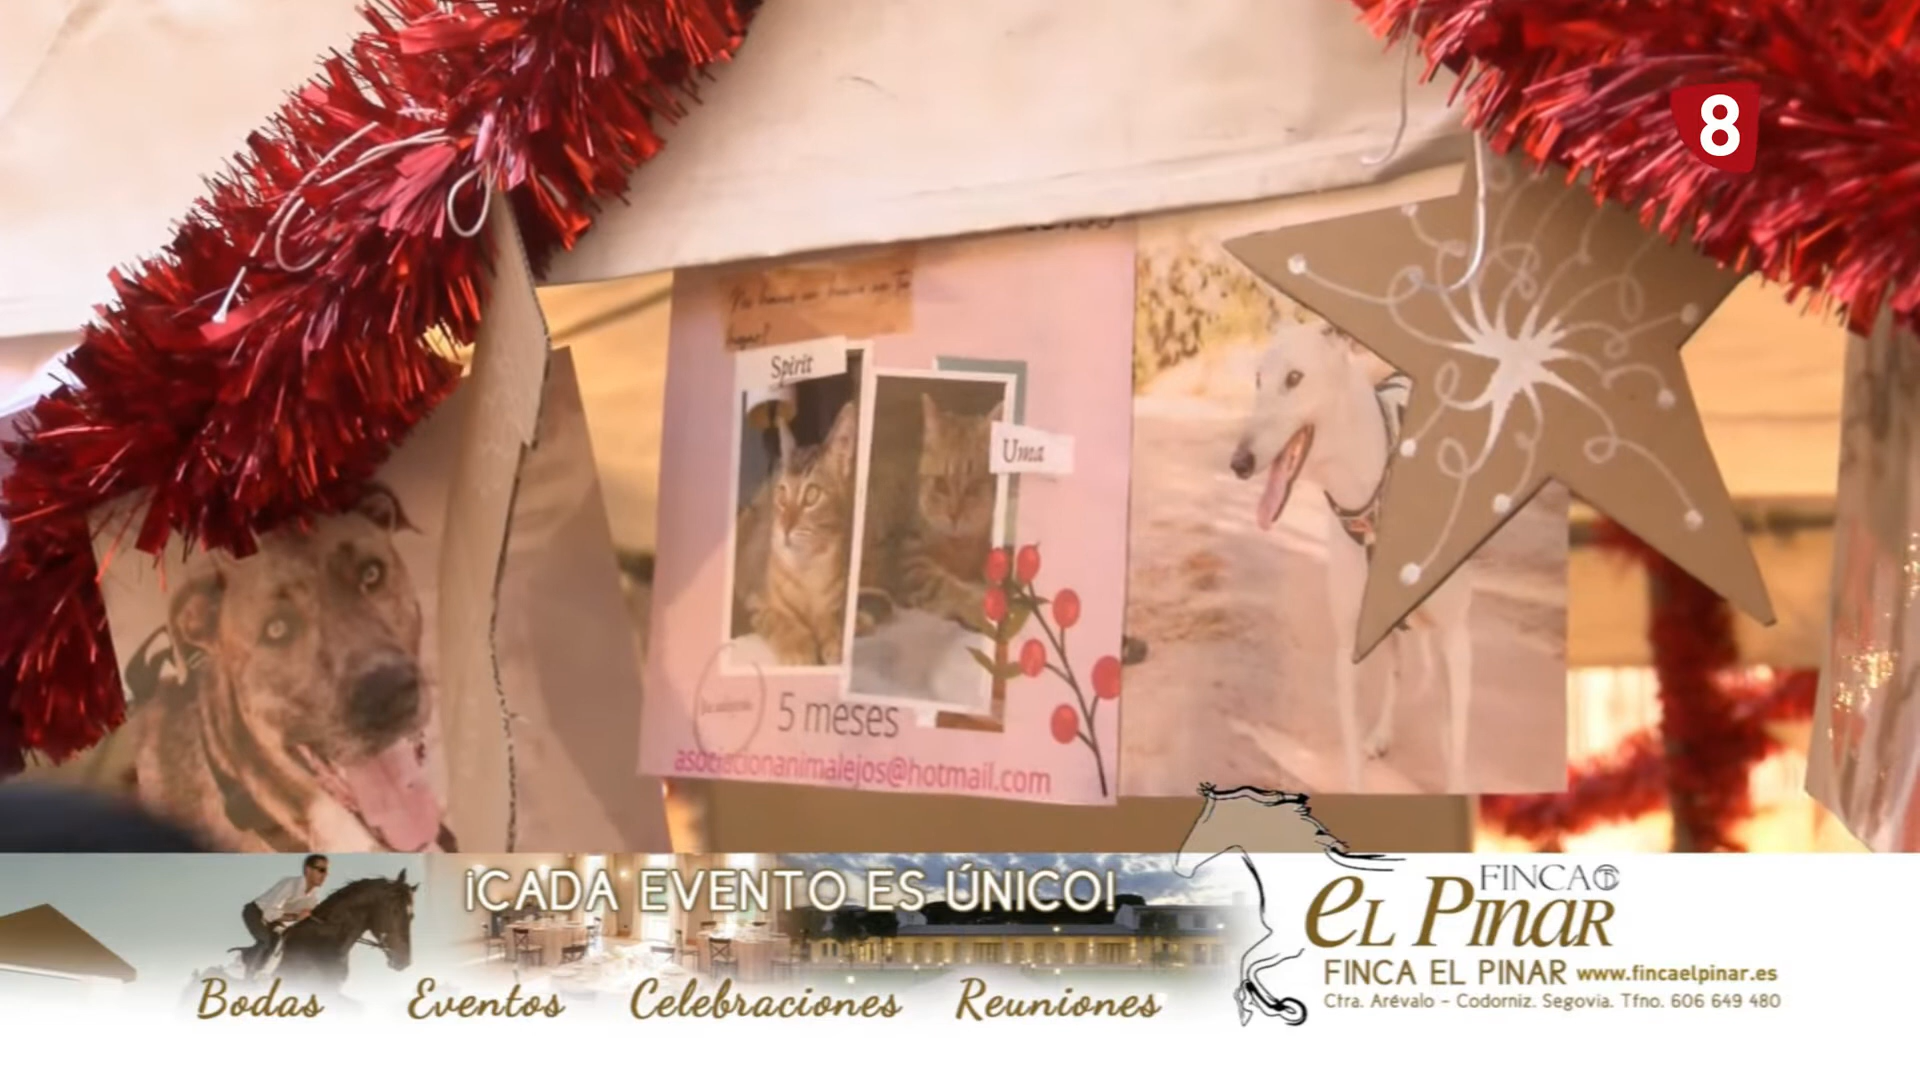 8
Spirit
Uma
5 meses
asociacionanimalejos@hotmail.com
¡CADA EVENTO ES ÚNICO!
Bodas Eventos Celebraciones Reuniones
FINCA
EL PINAR
FINCA EL PINAR www.fincaelpinar.es
Ctra. Arévalo - Codorniz. Segovia. Tfno. 606 649 480